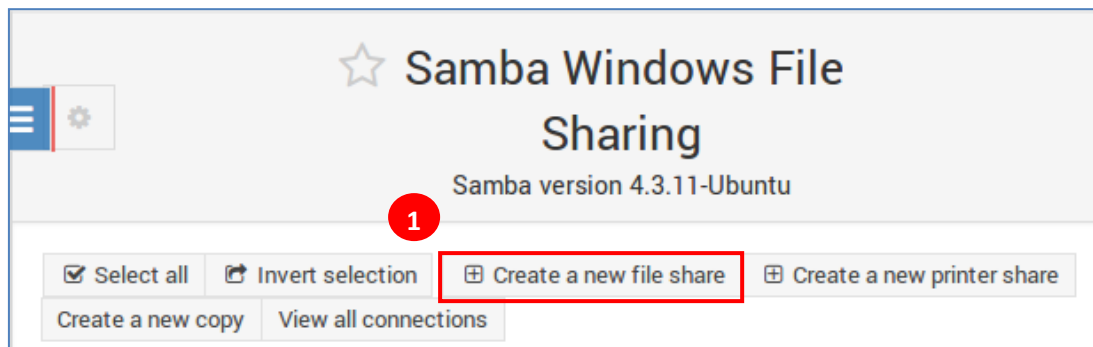 Samba Windows File
Sharing
Samba version 4.3.11-Ubuntu
1
Select all Invert selection Create a new file share Create a new printer share
Create a new copy View all connections